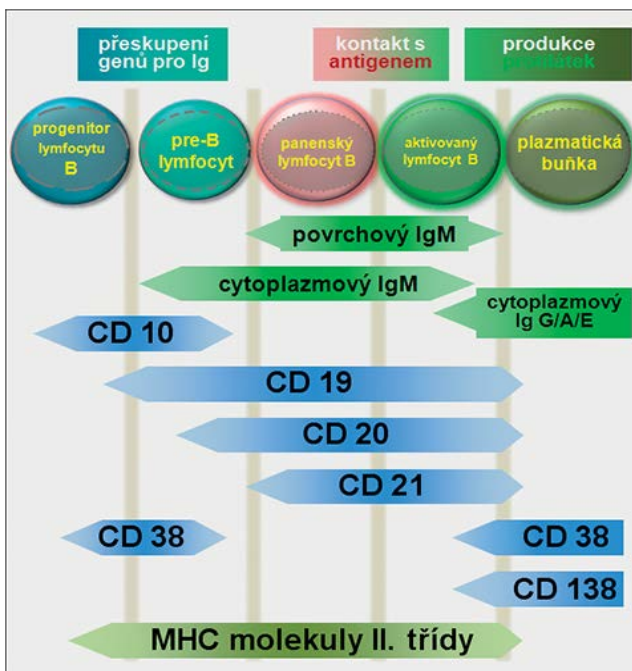 přeskupení
genů pro Ig
kontakt s
antigenem
produkce
protilátek
progenitor
lymfocytu
B
pre-B
lymfocyt
panenský
lymfocyt B
aktivovaný
lymfocyt B
plazmatická
buňka
povrchový IgM
cytoplazmový IgM
cytoplazmový
Ig G/A/E
CD 10
CD 19
CD 20
CD 21
CD 38
CD 38
CD 138
MHC molekuly II. třídy